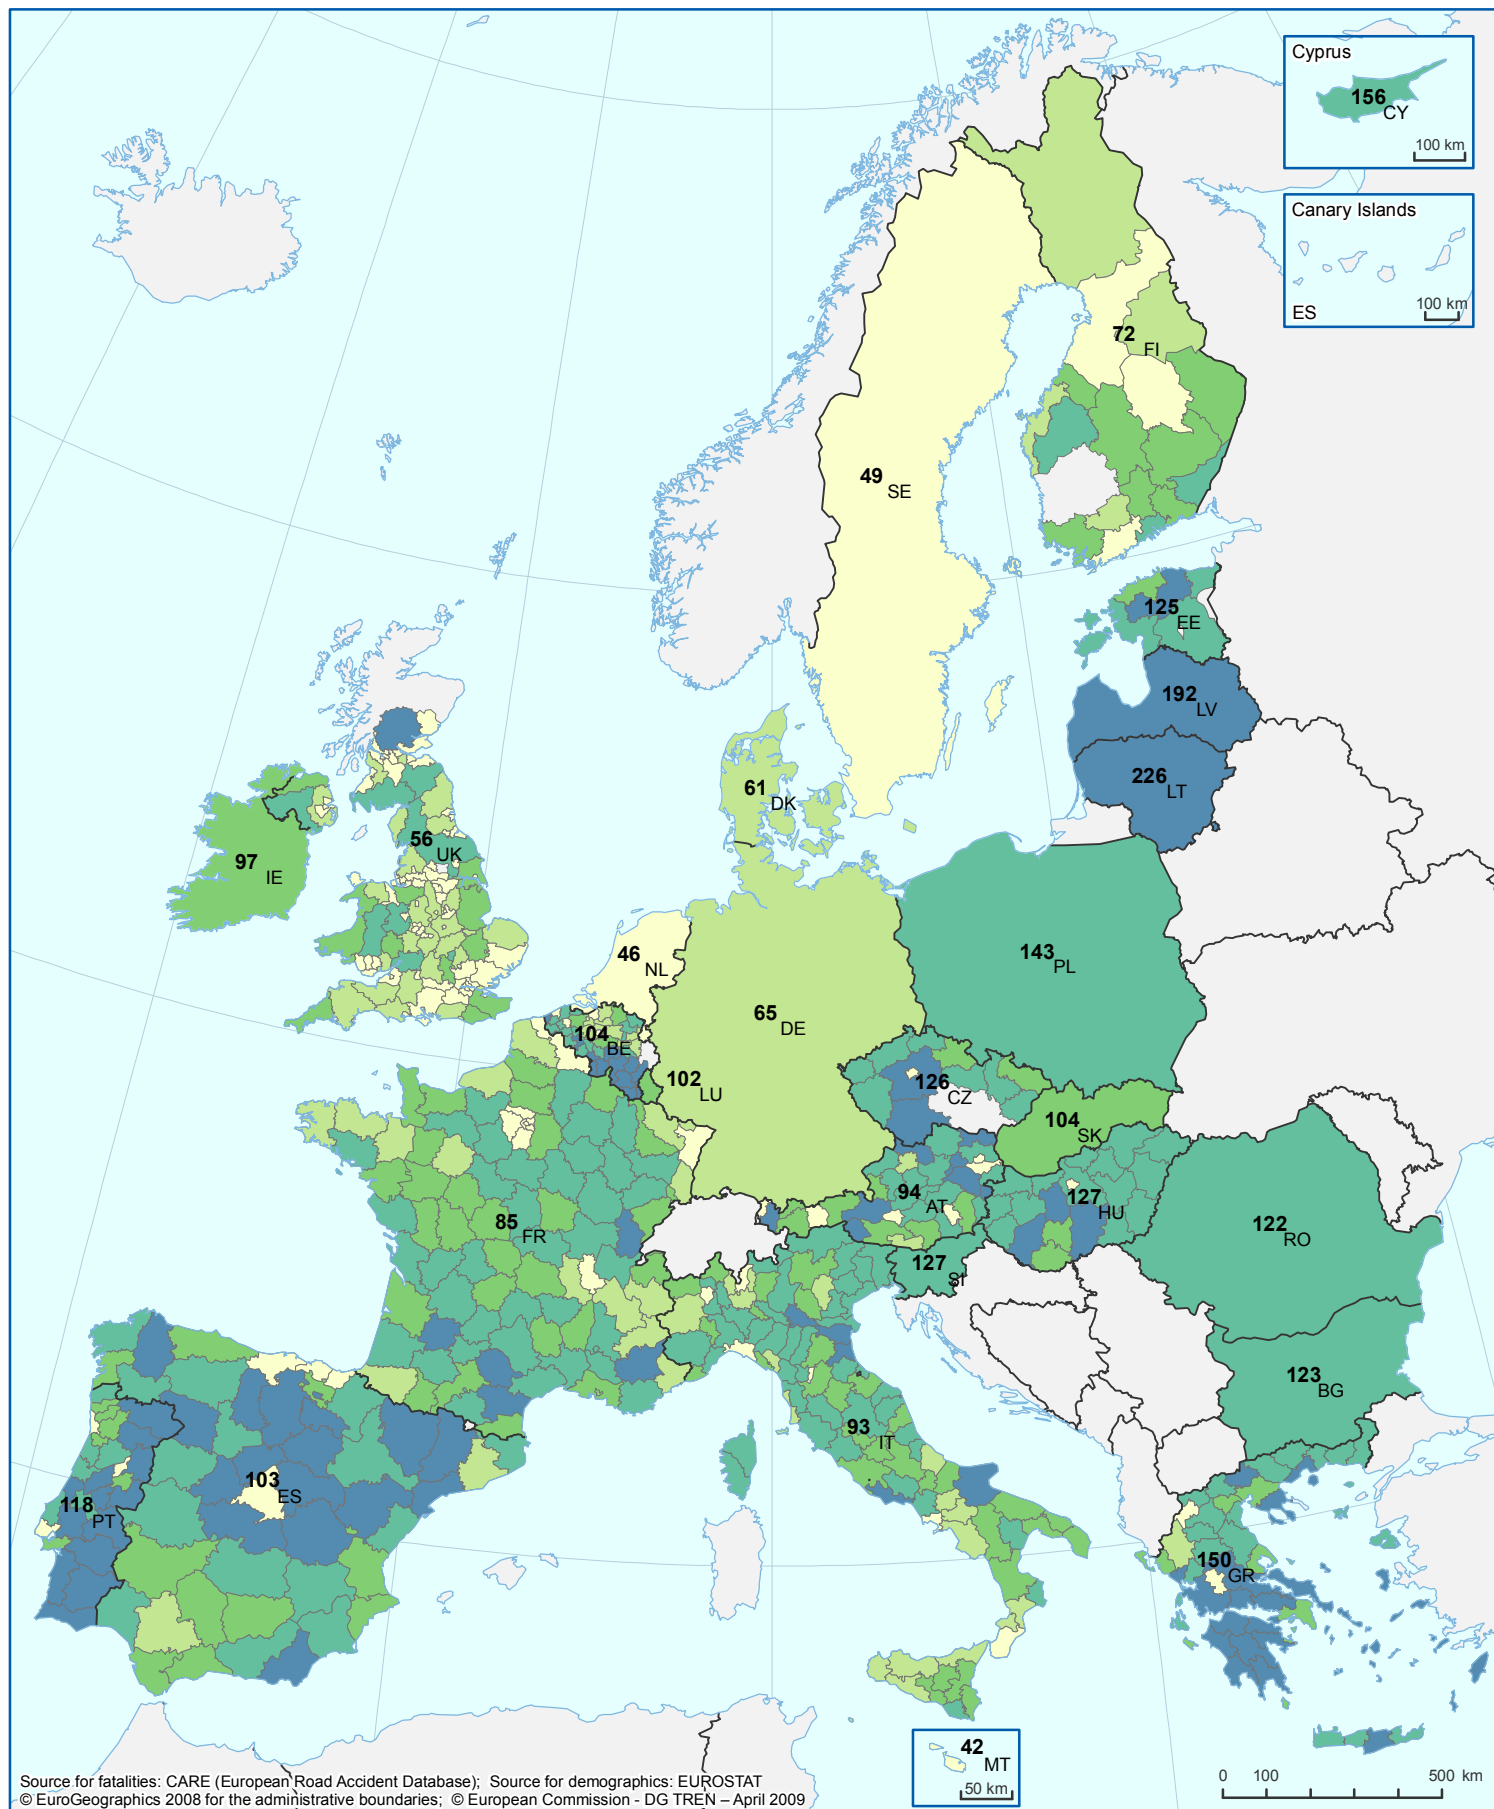 Cyprus
156 CY
100 km
Canary Islands
ES
100 km
72 FI
49 SE
125 EE
192 LV
226 LT
61 DK
56 UK
97 IE
46 NL
143 PL
65 DE
104 BE
102 LU
126 CZ
104 SK
94 AT
127 HU
85 FR
122 RO
127 SI
123 BG
93 IT
103 ES
118 PT
150 GR
42 MT
50 km
0 100 500 km
Source for fatalities: CARE (European Road Accident Database); Source for demographics: EUROSTAT
© EuroGeographics 2008 for the administrative boundaries; © European Commission - DG TREN – April 2009